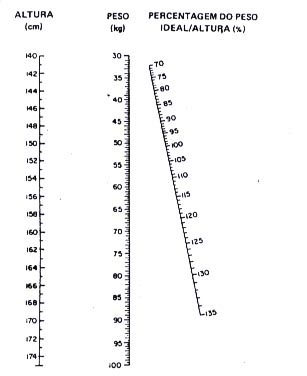 ALTURA PESO PERCENTAGEM DO PESO
(cm) (kg) IDEAL/ALTURA (%)
140 30 70
142 35 75
144 40 80
146 45 85
148 50 90
150 55 95
152 60 100
154 65 105
156 70 110
158 75 115
160 80 120
162 85 125
164 90 130
166 95 135
168 100
170
172
174